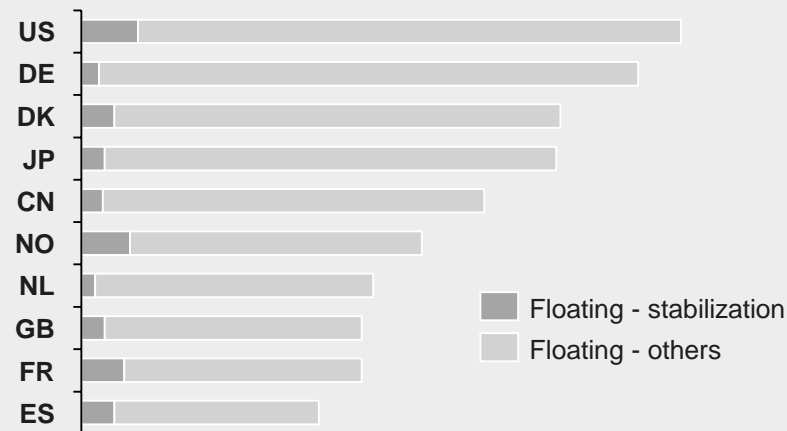 US
DE
DK
JP
CN
NO
NL
GB
FR
ES
Floating - stabilization
Floating - others